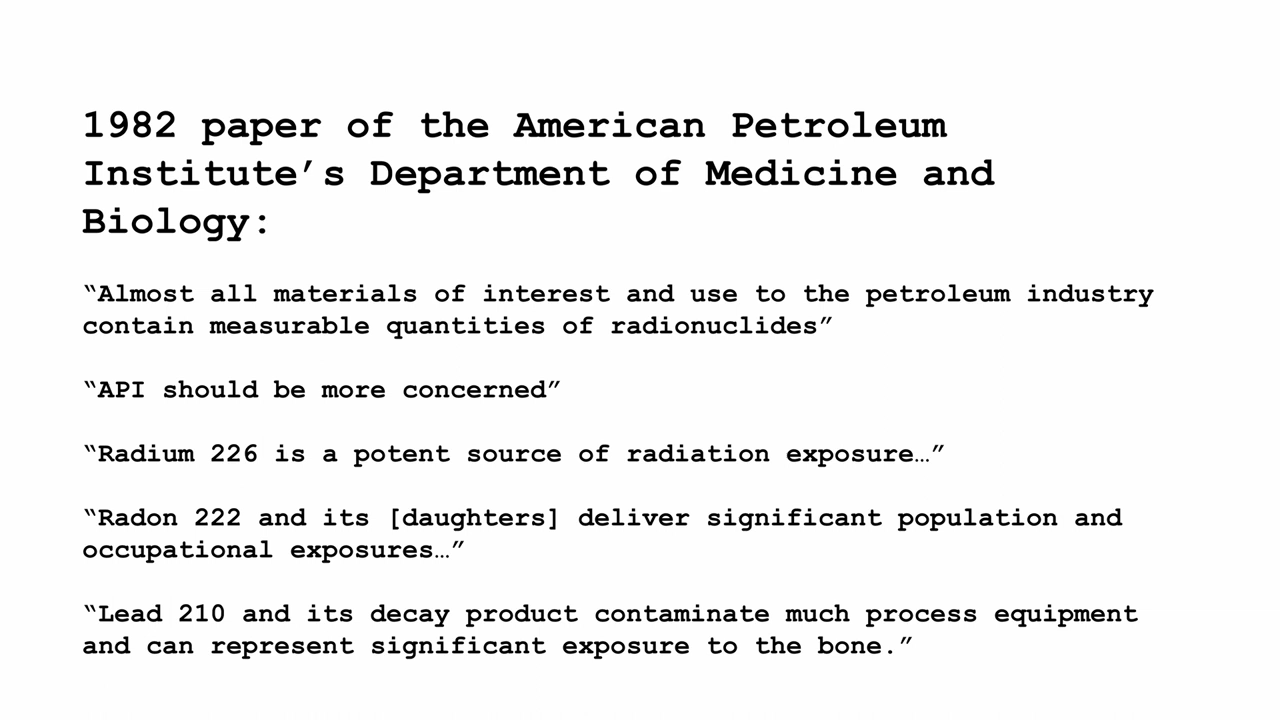 1982 paper of the American Petroleum
Institute’s Department of Medicine and
Biology:
“Almost all materials of interest and use to the petroleum industry
contain measurable quantities of radionuclides”
“API should be more concerned”
“Radium 226 is a potent source of radiation exposure…”
“Radon 222 and its [daughters] deliver significant population and
occupational exposures…”
“Lead 210 and its decay product contaminate much process equipment
and can represent significant exposure to the bone.”